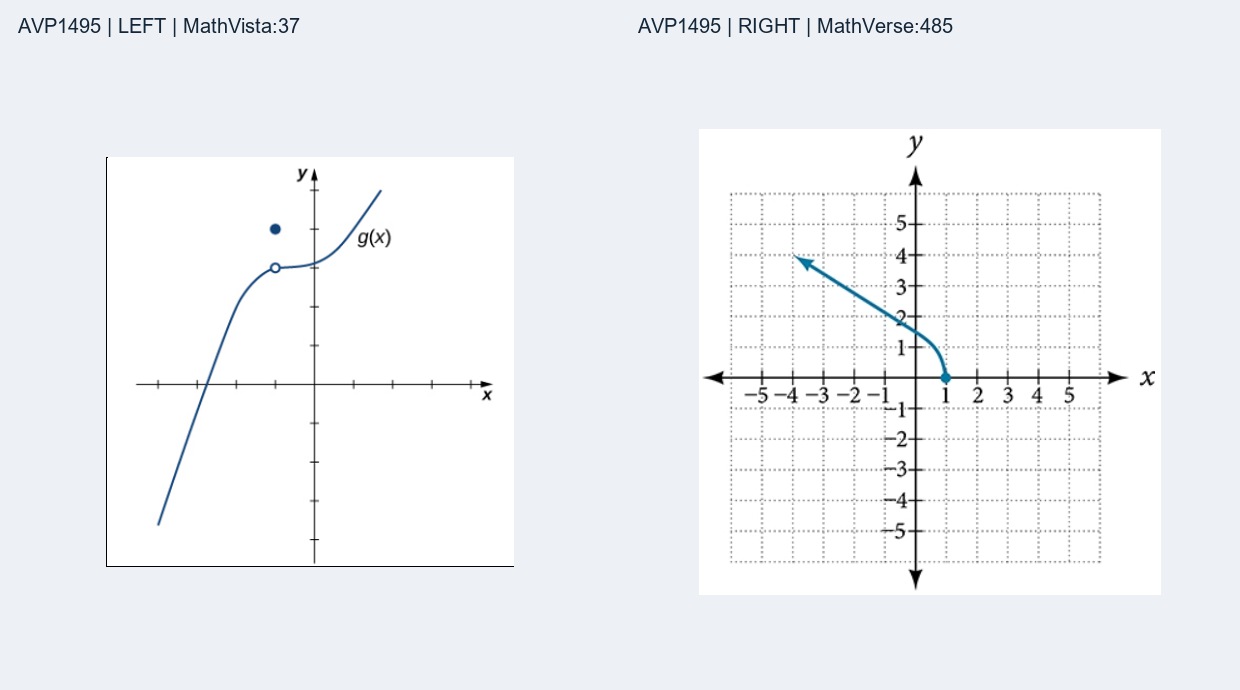 AVP1495 | LEFT | MathVista:37
AVP1495 | RIGHT | MathVerse:485
y
g(x)
x
y
5
4
3
2
1
x
−5 −4 −3 −2 −1 1 2 3 4 5
−1
−2
−3
−4
−5